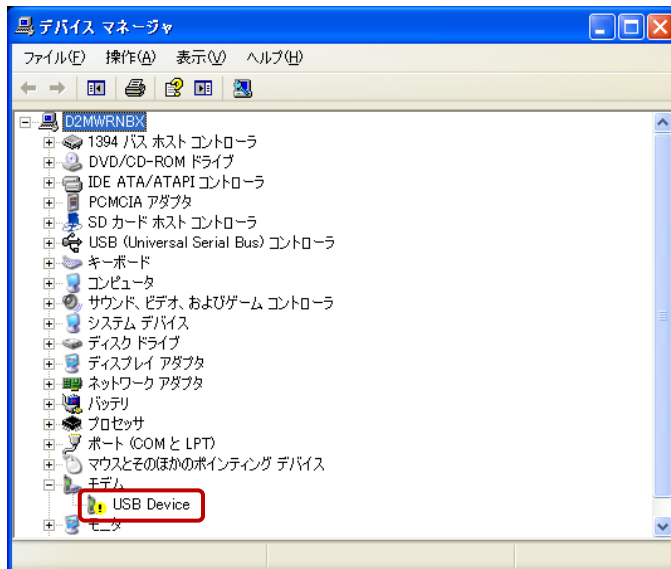 デバイス マネージャ
ファイル(F) 操作(A) 表示(V) ヘルプ(H)
D2MWRNBX
1394 バス ホスト コントローラ
DVD/CD-ROM ドライブ
IDE ATA/ATAPI コントローラ
PCMCIA アダプタ
SD カード ホスト コントローラ
USB (Universal Serial Bus) コントローラ
キーボード
コンピュータ
サウンド、ビデオ、およびゲーム コントローラ
システム デバイス
ディスク ドライブ
ディスプレイ アダプタ
ネットワーク アダプタ
バッテリ
プロセッサ
ポート (COM と LPT)
マウスとそのほかのポインティング デバイス
モデム
USB Device
モニタ